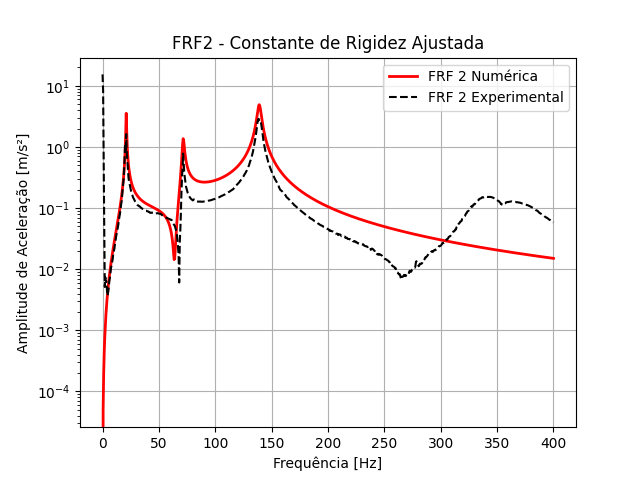 FRF2 - Constante de Rigidez Ajustada
FRF 2 Numérica
FRF 2 Experimental
Amplitude de Aceleração [m/s²]
10¹
10⁰
10⁻¹
10⁻²
10⁻³
10⁻⁴
0 50 100 150 200 250 300 350 400
Frequência [Hz]